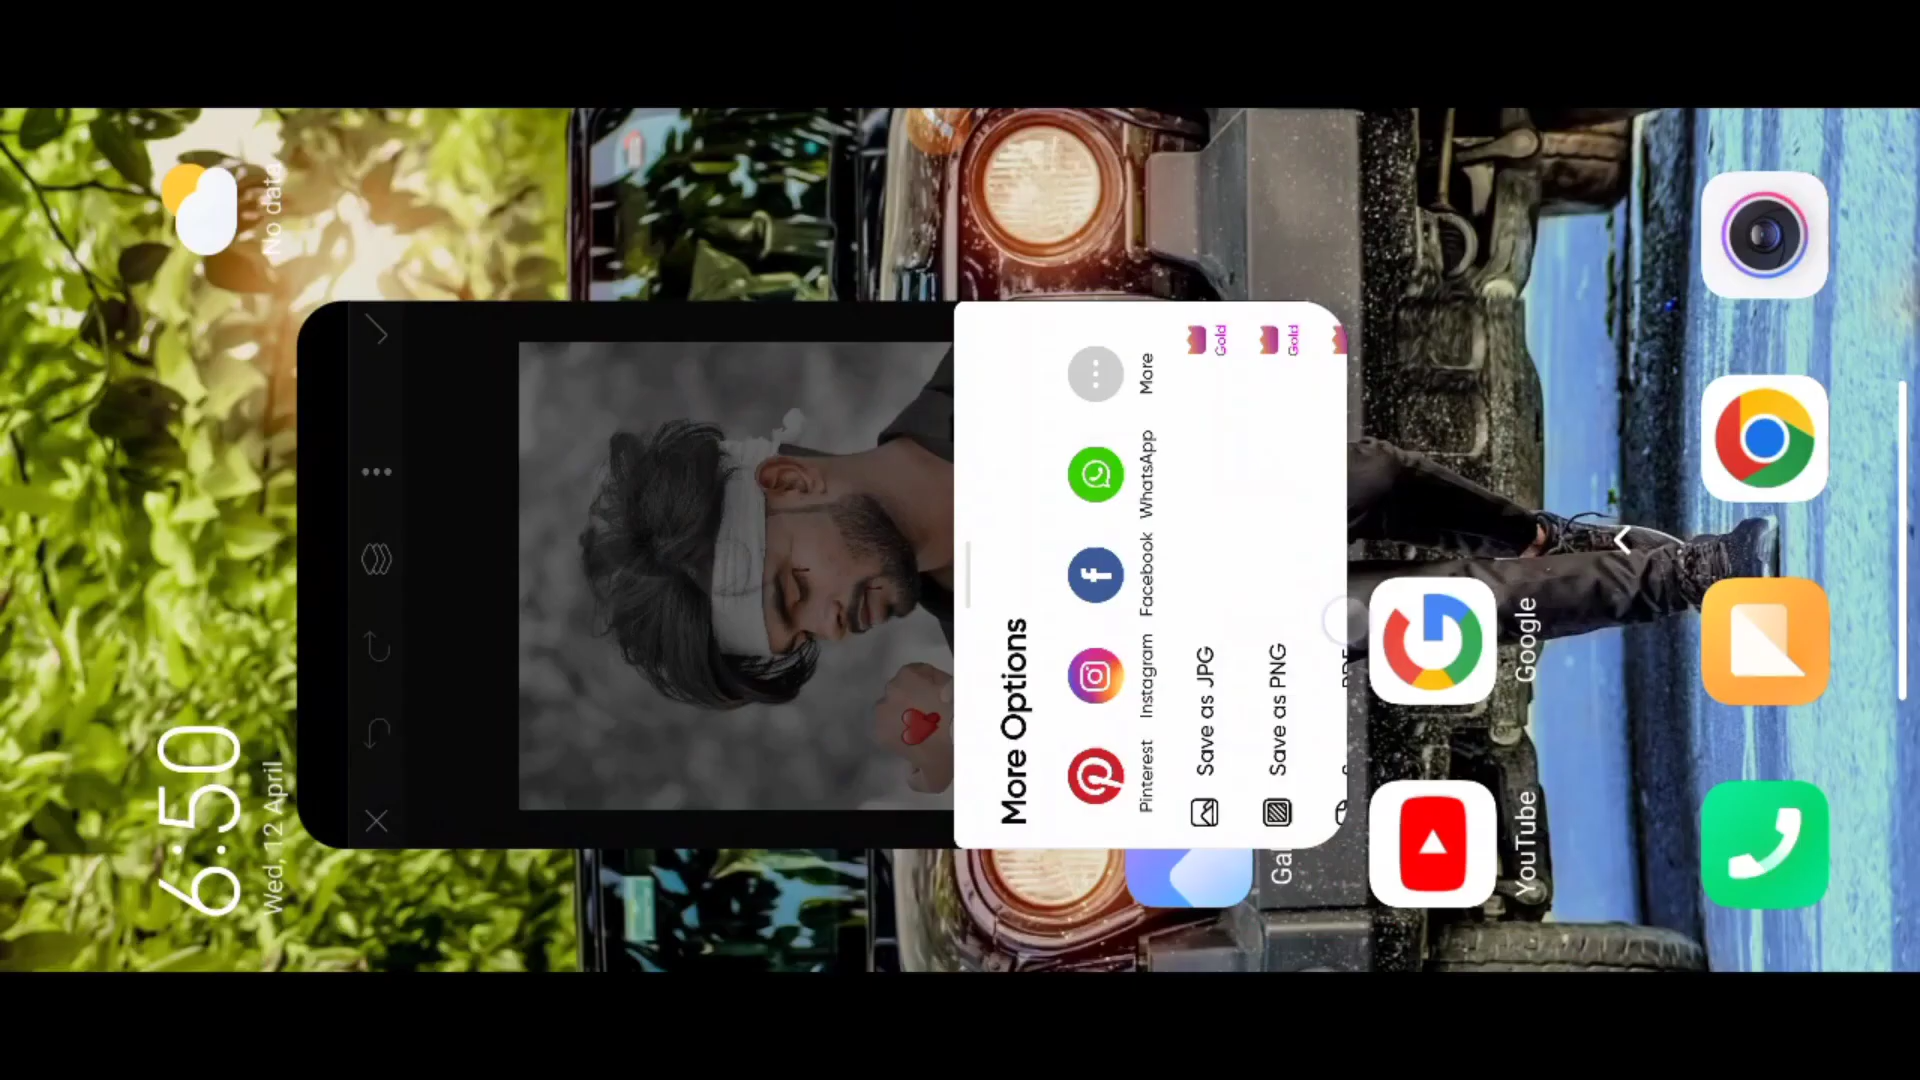 6:50
Wed, 12 April
No data
More Options
Pinterest
Instagram
Facebook
WhatsApp
More
Save as JPG
Gold
Save as PNG
Gold
YouTube
Google